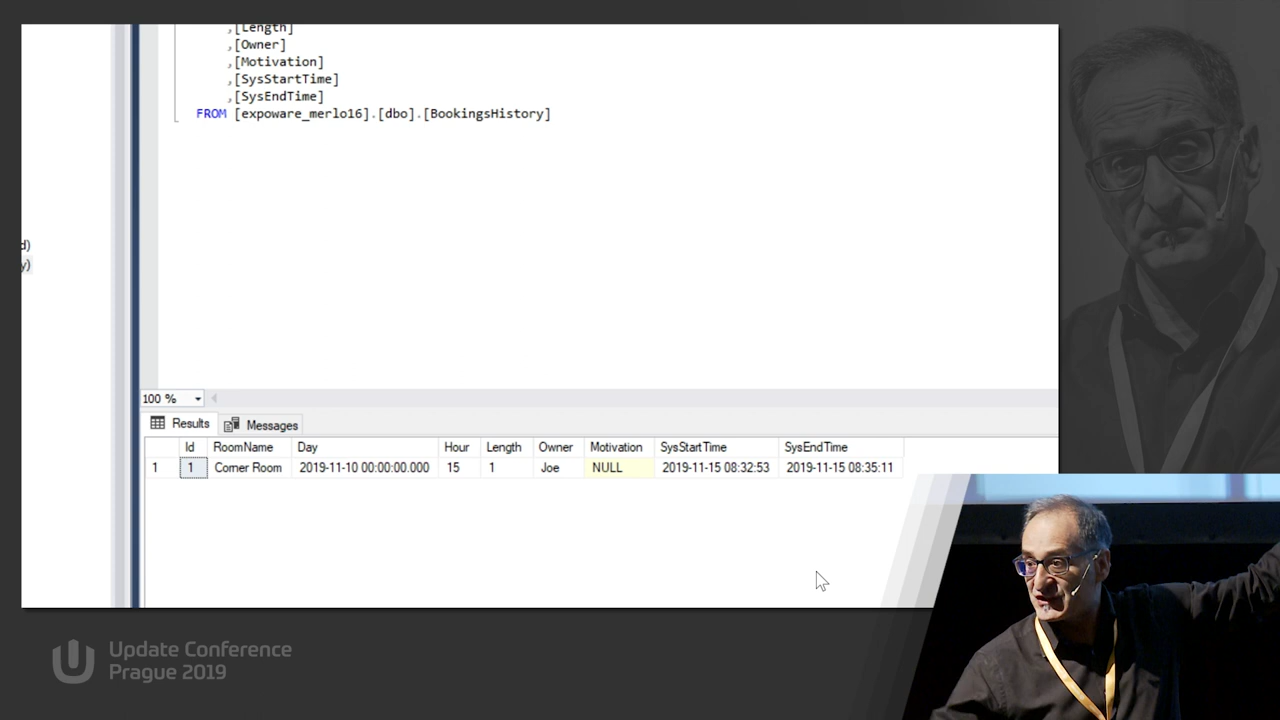 ,[Length]
,[Owner]
,[Motivation]
,[SysStartTime]
,[SysEndTime]
FROM [expoware_merlo16].[dbo].[BookingsHistory]
d)
y)
100 %
Results Messages
Id RoomName Day Hour Length Owner Motivation SysStartTime SysEndTime
1 1 Corner Room 2019-11-10 00:00:00.000 15 1 Joe NULL 2019-11-15 08:32:53 2019-11-15 08:35:11
Update Conference
Prague 2019